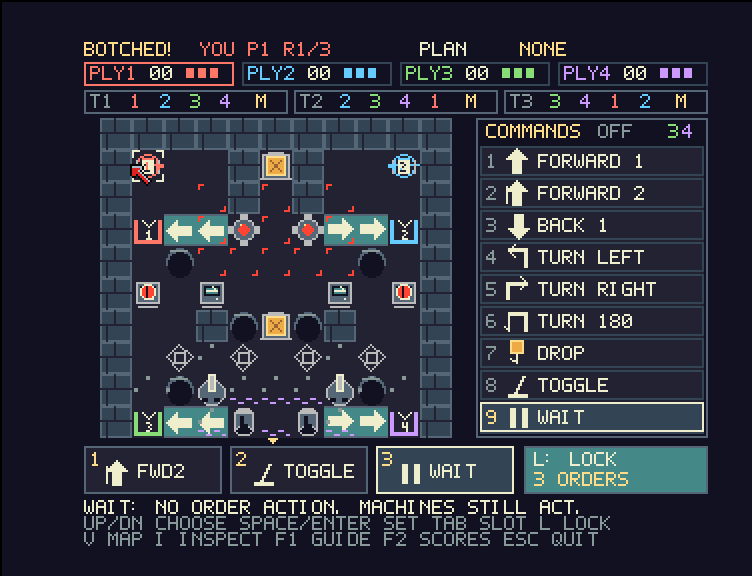 BOTCHED! YOU P1 R1/3 PLAN NONE
PLY1 00 PLY2 00 PLY3 00 PLY4 00
T1 1 2 3 4 M T2 2 3 4 1 M T3 3 4 1 2 M
COMMANDS OFF 34
1 FORWARD 1
2 FORWARD 2
3 BACK 1
4 TURN LEFT
5 TURN RIGHT
6 TURN 180
7 DROP
8 TOGGLE
9 WAIT
1 2
3 4
1 FWD2 2 TOGGLE 3 WAIT L: LOCK
3 ORDERS
WAIT: NO ORDER ACTION. MACHINES STILL ACT.
UP/DN CHOOSE SPACE/ENTER SET TAB SLOT L LOCK
V MAP I INSPECT F1 GUIDE F2 SCORES ESC QUIT